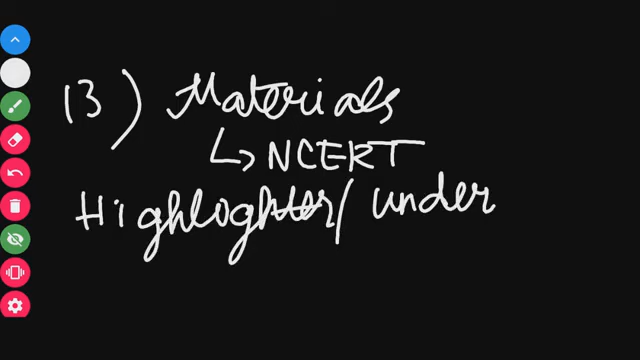 13) Materials
↳ NCERT
Highloghter/ under